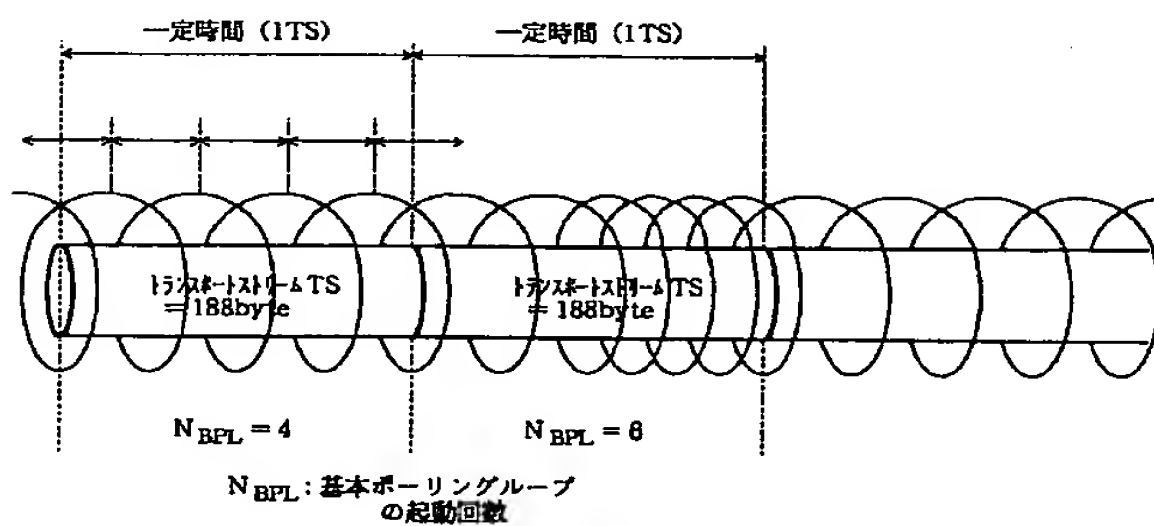 一定時間 (1TS)
一定時間 (1TS)
トランスポートストリームTS
= 188byte
トランスポートストリームTS
= 188byte
N BPL = 4
N BPL = 6
N BPL : 基本ポーリングループ
の起動回数